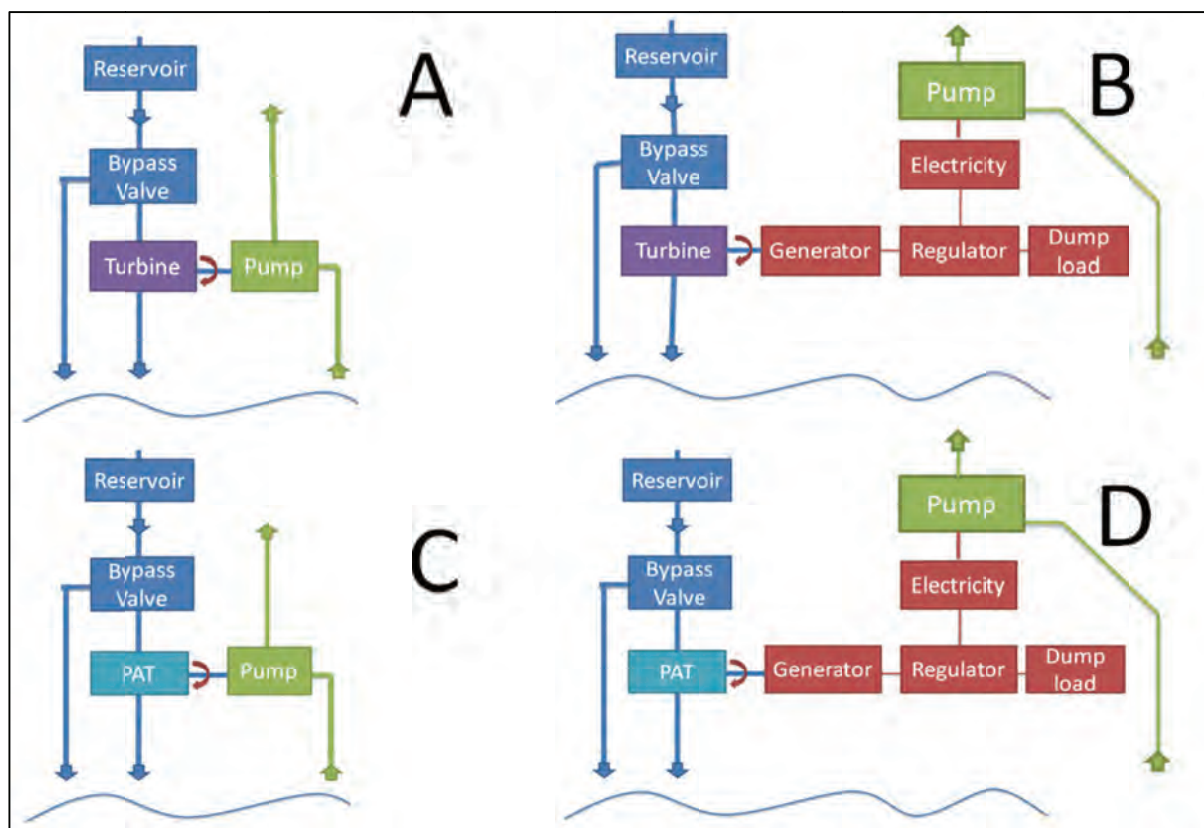 A
Reservoir
Bypass
Valve
Turbine
Pump
B
Reservoir
Bypass
Valve
Turbine
Generator
Regulator
Dump
load
Electricity
Pump
C
Reservoir
Bypass
Valve
PAT
Pump
D
Reservoir
Bypass
Valve
PAT
Generator
Regulator
Dump
load
Electricity
Pump